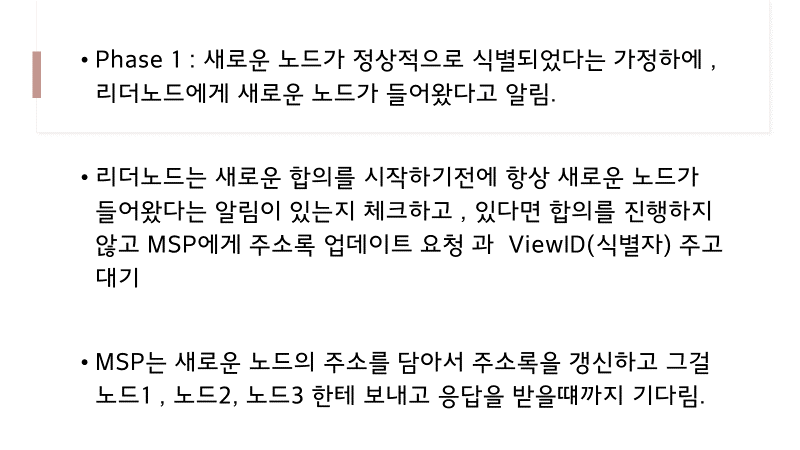 • Phase 1 : 새로운 노드가 정상적으로 식별되었다는 가정하에 ,
리더노드에게 새로운 노드가 들어왔다고 알림.
• 리더노드는 새로운 합의를 시작하기전에 항상 새로운 노드가
들어왔다는 알림이 있는지 체크하고 , 있다면 합의를 진행하지
않고 MSP에게 주소록 업데이트 요청 과  ViewID(식별자) 주고
대기
• MSP는 새로운 노드의 주소를 담아서 주소록을 갱신하고 그걸
노드1 , 노드2, 노드3 한테 보내고 응답을 받을떄까지 기다림.